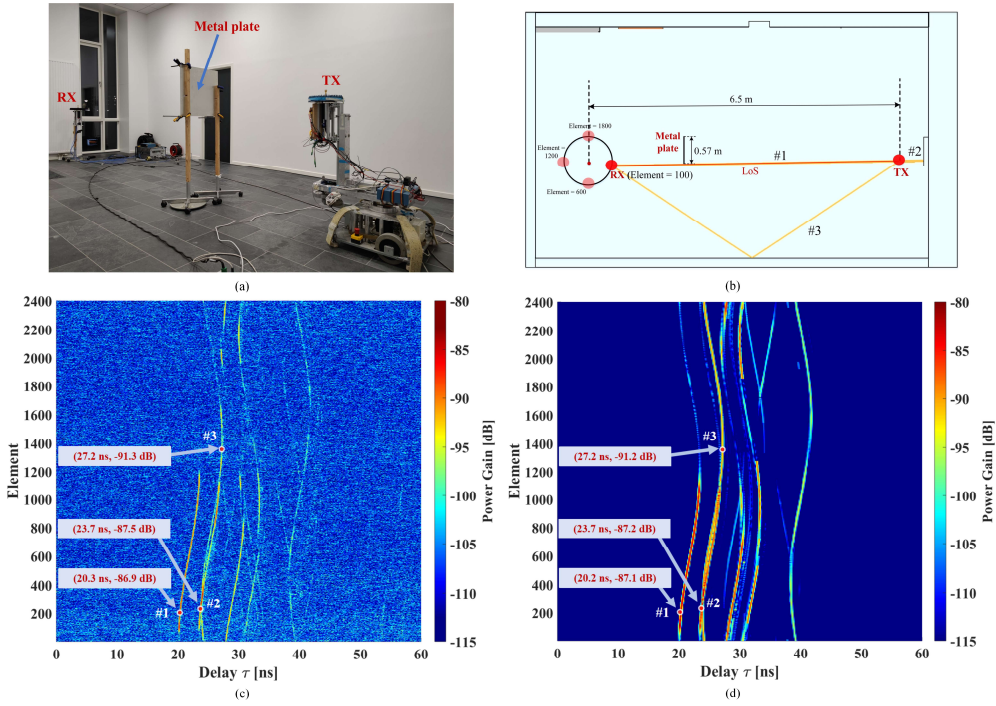 Metal plate
RX
TX
(a)
6.5 m
Element = 1800
Element =
1200
Metal
plate
0.57 m
#1
#2
RX (Element = 100)
LoS
TX
Element = 600
#3
(b)
2400
2200
2000
1800
1600
1400
1200
1000
800
600
400
200
Element
0
10
20
30
40
50
60
Delay τ [ns]
#3
(27.2 ns, -91.3 dB)
(23.7 ns, -87.5 dB)
(20.3 ns, -86.9 dB)
#1
#2
-80
-85
-90
-95
-100
-105
-110
-115
Power Gain [dB]
(c)
2400
2200
2000
1800
1600
1400
1200
1000
800
600
400
200
Element
0
10
20
30
40
50
60
Delay τ [ns]
#3
(27.2 ns, -91.2 dB)
(23.7 ns, -87.2 dB)
(20.2 ns, -87.1 dB)
#1
#2
-80
-85
-90
-95
-100
-105
-110
-115
Power Gain [dB]
(d)